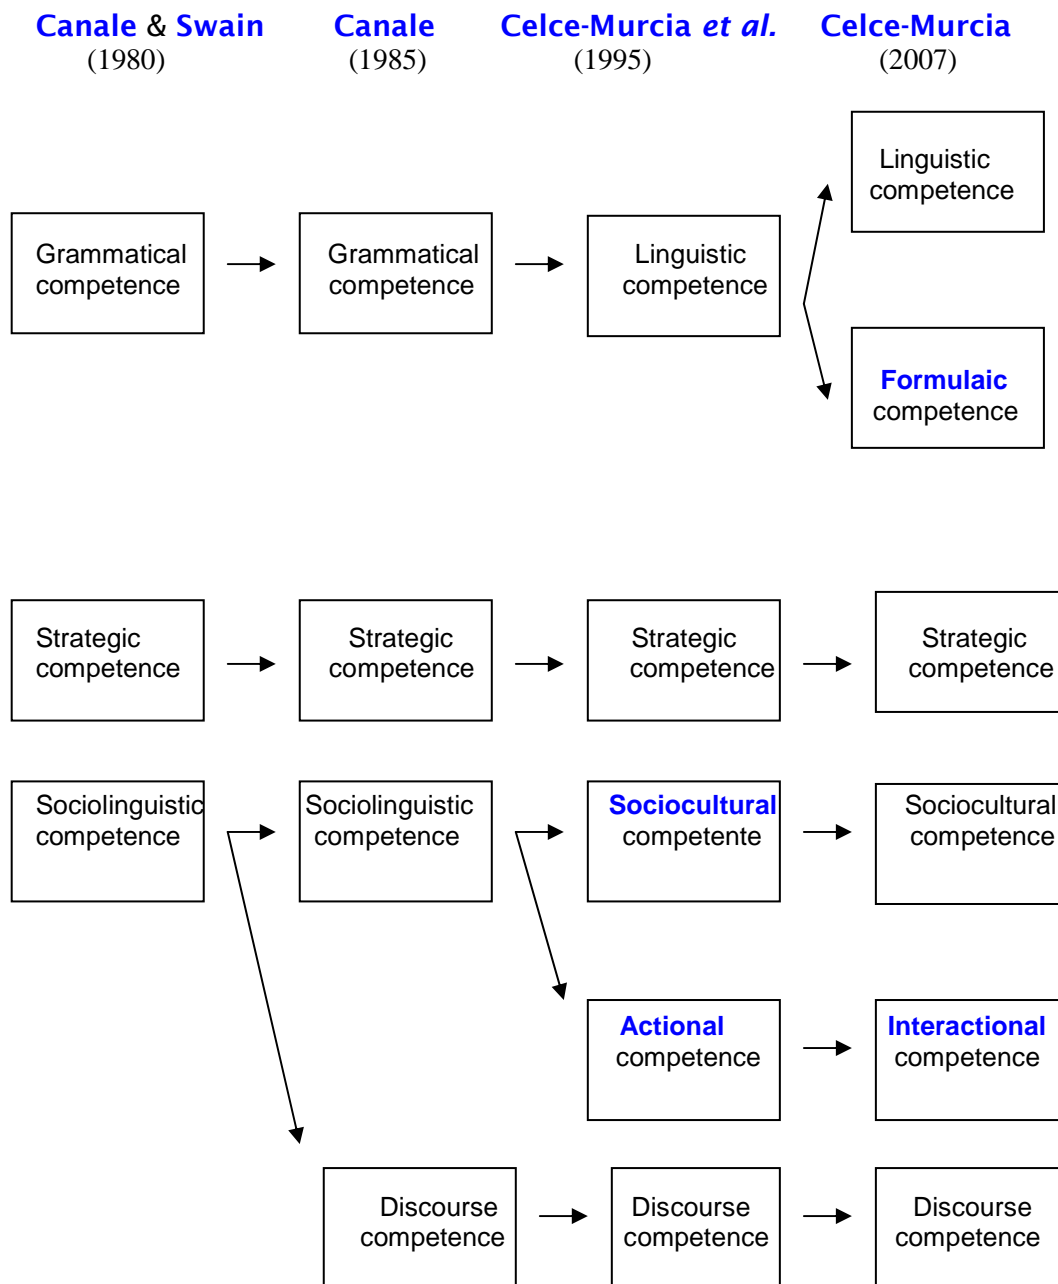 Canale & Swain
(1980)
Canale
(1985)
Celce-Murcia et al.
(1995)
Celce-Murcia
(2007)
Linguistic
competence
Grammatical
competence
Grammatical
competence
Linguistic
competence
Formulaic
competence
Strategic
competence
Strategic
competence
Strategic
competence
Strategic
competence
Sociolinguistic
competence
Sociolinguistic
competence
Sociocultural
competente
Sociocultural
competence
Actional
competence
Interactional
competence
Discourse
competence
Discourse
competence
Discourse
competence